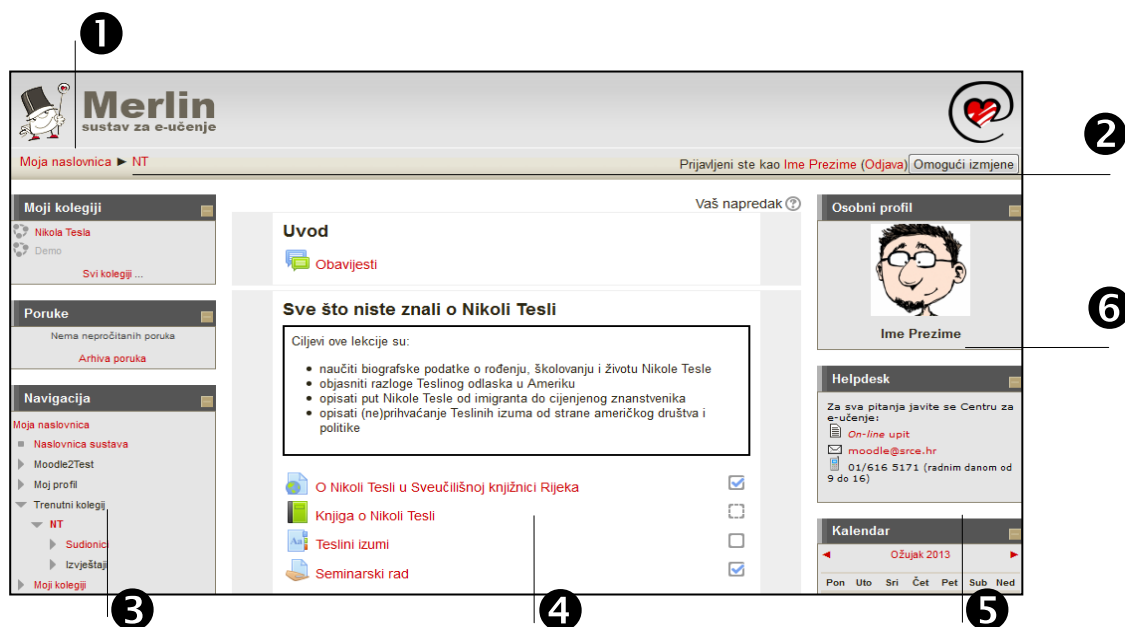 1
Merlin
sustav za e-učenje
2
Moja naslovnica ► NT
Prijavljeni ste kao Ime Prezime (Odjava) Omogući izmjene
Moji kolegiji
Nikola Tesla
Demo
Svi kolegiji ...
Poruke
Nema nepročitanih poruka
Arhiva poruka
Navigacija
Moja naslovnica
Naslovnica sustava
Moodle2Test
Moj profil
Trenutni kolegij
NT
Sudionici
Izvještaji
Moji kolegiji
Vaš napredak
Uvod
Obavijesti
Sve što niste znali o Nikoli Tesli
Ciljevi ove lekcije su:
• naučiti biografske podatke o rođenju, školovanju i životu Nikole Tesle
• objasniti razloge Teslinog odlaska u Ameriku
• opisati put Nikole Tesle od imigranta do cijenjenog znanstvenika
• opisati (ne)prihvaćanje Teslinih izuma od strane američkog društva i
politike
O Nikoli Tesli u Sveučilišnoj knjižnici Rijeka
Knjiga o Nikoli Tesli
Teslini izumi
Seminarski rad
Osobni profil
Ime Prezime
6
Helpdesk
Za sva pitanja javite se Centru za
e-učenje:
On-line upit
moodle@srce.hr
01/616 5171 (radnim danom od
9 do 16)
Kalendar
◄ Ožujak 2013 ►
Pon Uto Sri Čet Pet Sub Ned
3
4
5